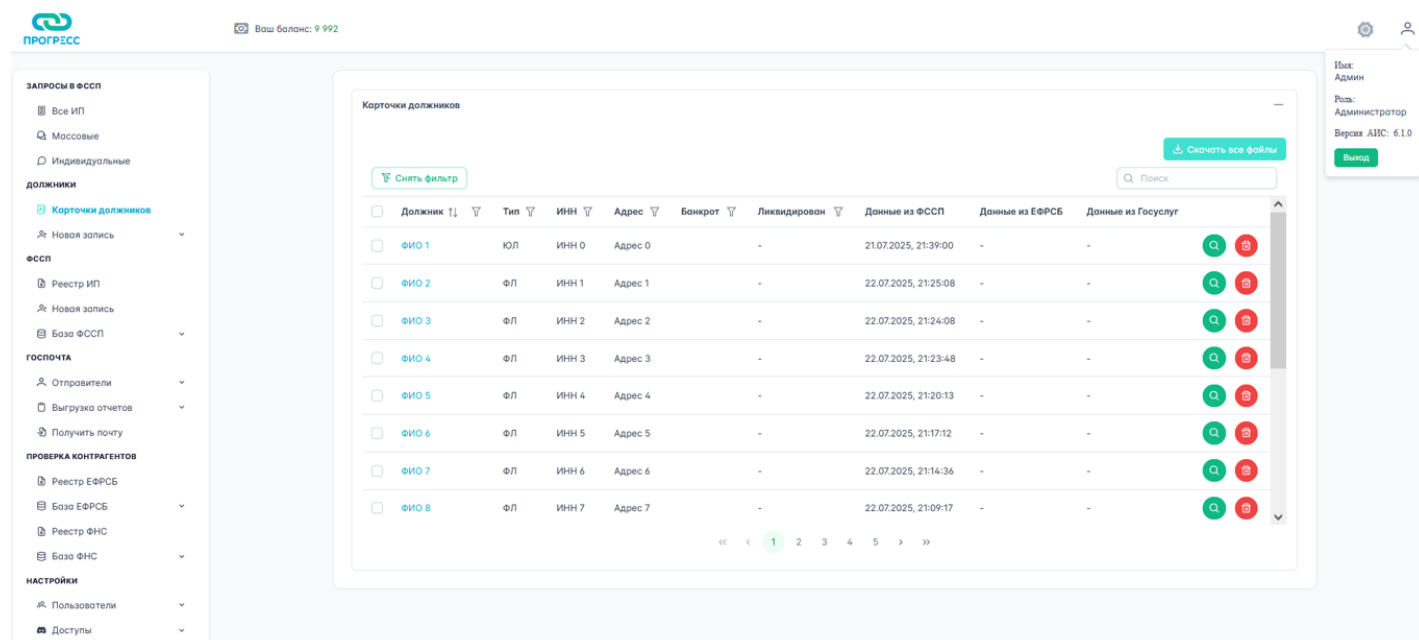 ПРОГРЕСС
Ваш баланс: 9 992
Имя:
Админ
Роль:
Администратор
Версия АИС: 6.1.0
Выход
ЗАПРОСЫ В ФССП
Все ИП
Массовые
Индивидуальные
ДОЛЖНИКИ
Карточки должников
Новая запись
ФССП
Реестр ИП
Новая запись
База ФССП
ГОСПОЧТА
Отправители
Выгрузка отчетов
Получить почту
ПРОВЕРКА КОНТРАГЕНТОВ
Реестр ЕФРСБ
База ЕФРСБ
Реестр ФНС
База ФНС
НАСТРОЙКИ
Пользователи
Доступы
Карточки должников
Скачать все файлы
Снять фильтр
Поиск
Должник Тип ИНН Адрес Банкрот Ликвидирован Данные из ФССП Данные из ЕФРСБ Данные из Госуслуг
ФИО 1 ЮЛ ИНН 0 Адрес 0 - 21.07.2025, 21:39:00 - -
ФИО 2 ФЛ ИНН 1 Адрес 1 - 22.07.2025, 21:25:08 - -
ФИО 3 ФЛ ИНН 2 Адрес 2 - 22.07.2025, 21:24:08 - -
ФИО 4 ФЛ ИНН 3 Адрес 3 - 22.07.2025, 21:23:48 - -
ФИО 5 ФЛ ИНН 4 Адрес 4 - 22.07.2025, 21:20:13 - -
ФИО 6 ФЛ ИНН 5 Адрес 5 - 22.07.2025, 21:17:12 - -
ФИО 7 ФЛ ИНН 6 Адрес 6 - 22.07.2025, 21:14:36 - -
ФИО 8 ФЛ ИНН 7 Адрес 7 - 22.07.2025, 21:09:17 - -
« ‹ 1 2 3 4 5 › »